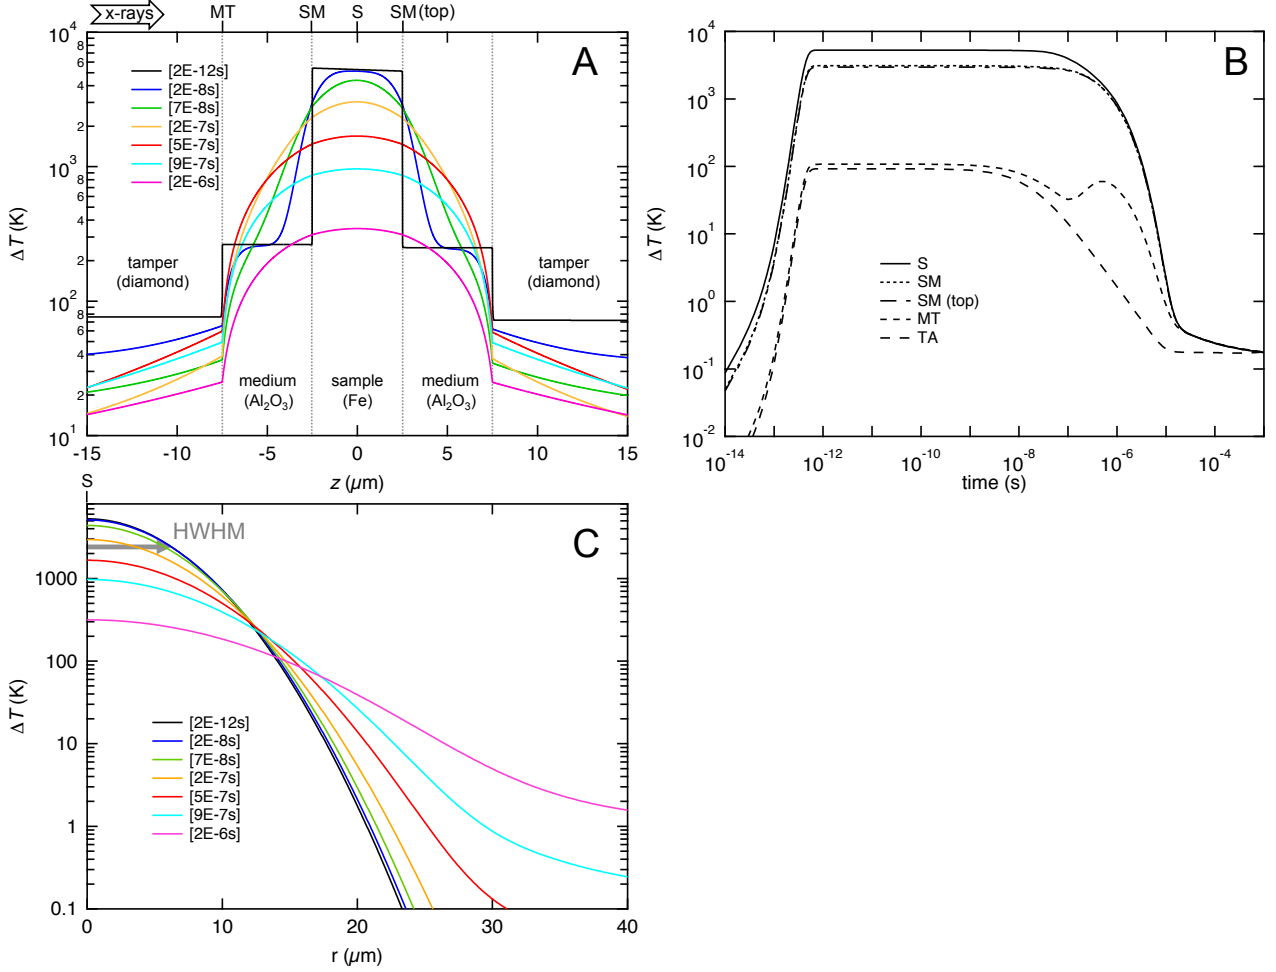 x-rays MT SM S SM (top)
A
10⁴
8
6
4
2
10³
8
6
4
2
10²
8
6
4
2
10¹
Δ T (K)
[2E-12s]
[2E-8s]
[7E-8s]
[2E-7s]
[5E-7s]
[9E-7s]
[2E-6s]
tamper
(diamond)
tamper
(diamond)
medium
(Al₂O₃)
sample
(Fe)
medium
(Al₂O₃)
-15 -10 -5 0 5 10 15
z (µm)
B
10⁴
10³
10²
10¹
10⁰
10⁻¹
10⁻²
Δ T (K)
S
SM
SM (top)
MT
TA
10⁻¹⁴ 10⁻¹² 10⁻¹⁰ 10⁻⁸ 10⁻⁶ 10⁻⁴
time (s)
S
HWHM
C
1000
100
10
1
0.1
Δ T (K)
[2E-12s]
[2E-8s]
[7E-8s]
[2E-7s]
[5E-7s]
[9E-7s]
[2E-6s]
0 10 20 30 40
r (µm)